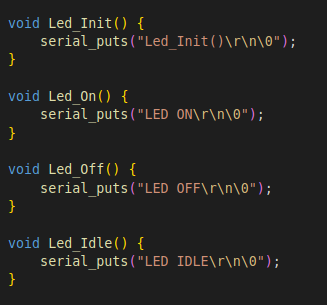 void Led_Init() {
    serial_puts("Led_Init()\r\n\0");
}
void Led_On() {
    serial_puts("LED ON\r\n\0");
}
void Led_Off() {
    serial_puts("LED OFF\r\n\0");
}
void Led_Idle() {
    serial_puts("LED IDLE\r\n\0");
}